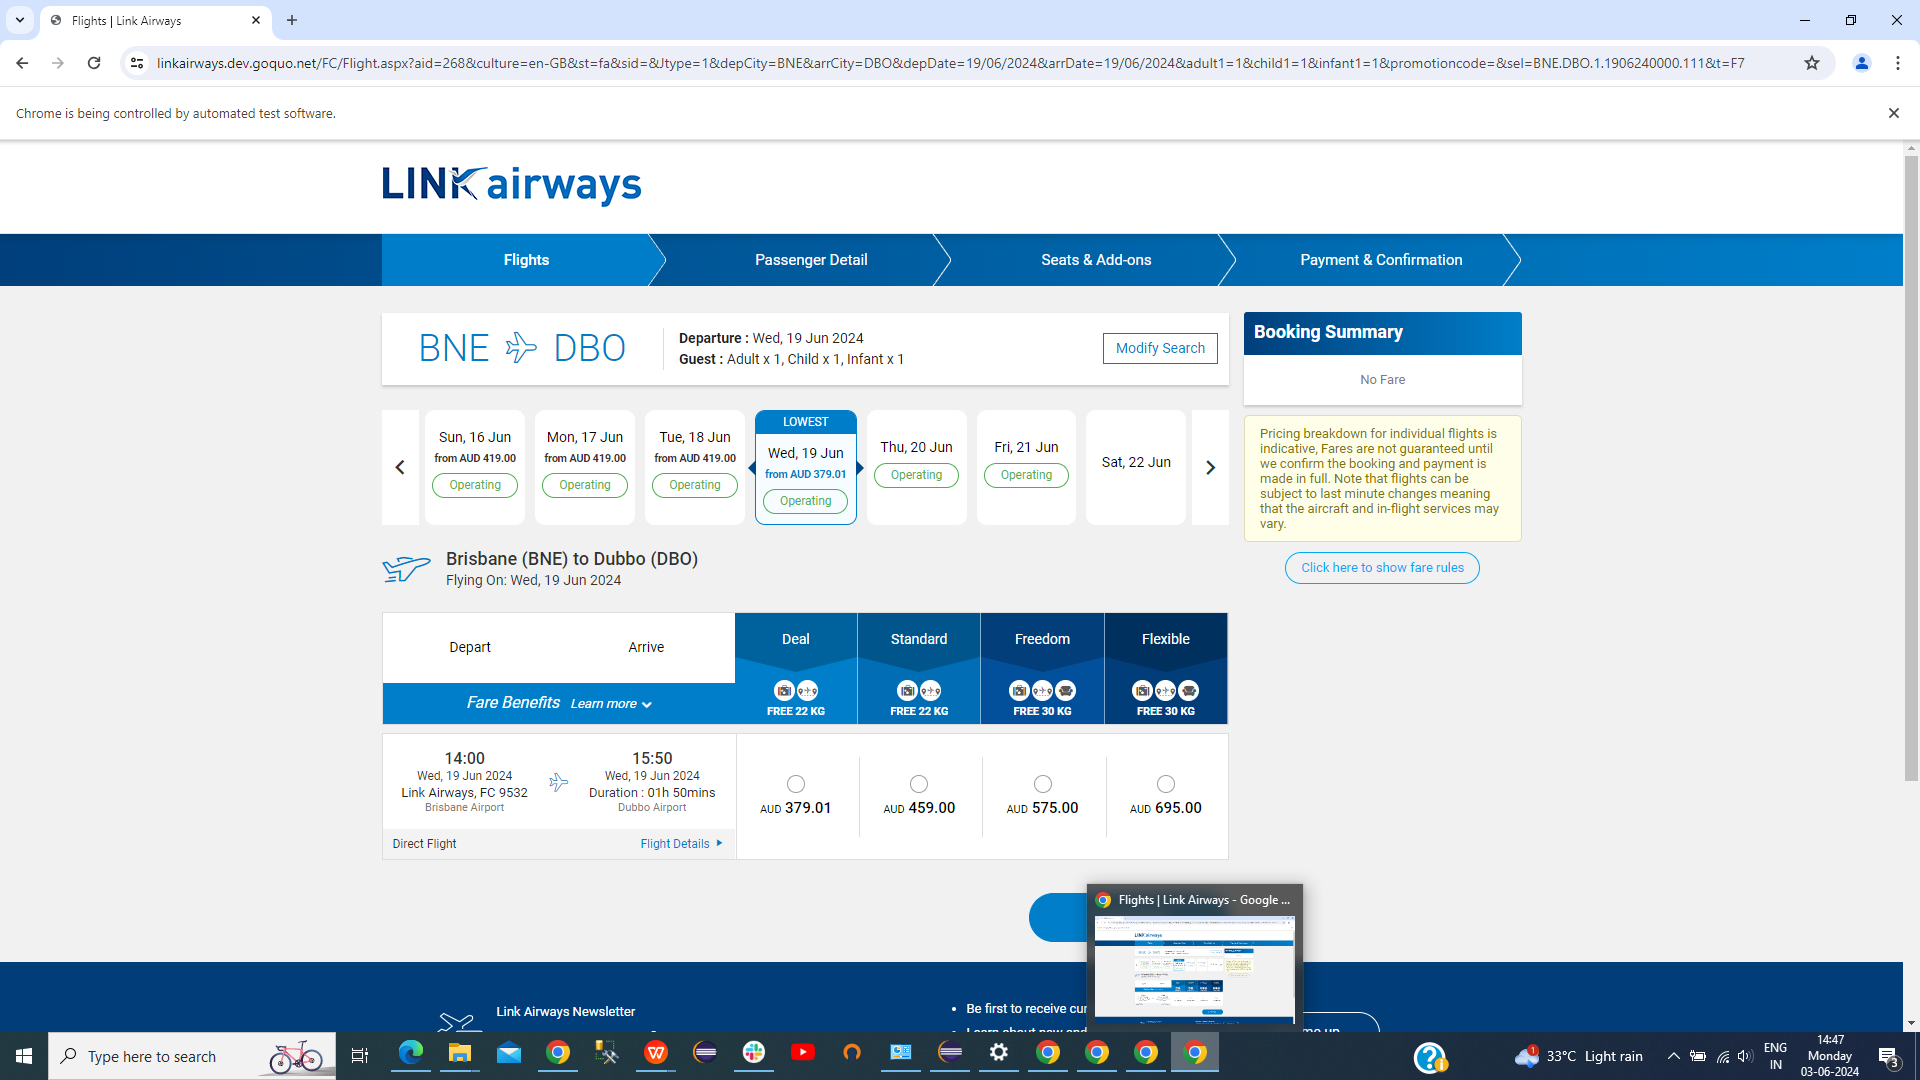 Flights | Link Airways
linkairways.dev.goquo.net/FC/Flight.aspx?aid=268&culture=en-GB&st=fa&sid=&Jtype=1&depCity=BNE&arrCity=DBO&depDate=19/06/2024&arrDate=19/06/2024&adult1=1&child1=1&infant1=1&promotioncode=&sel=BNE.DBO.1.1906240000.111&t=F7
Chrome is being controlled by automated test software.
LINK airways
Flights
Passenger Detail
Seats & Add-ons
Payment & Confirmation
BNE DBO
Departure : Wed, 19 Jun 2024
Guest : Adult x 1, Child x 1, Infant x 1
Modify Search
Booking Summary
No Fare
Sun, 16 Jun
from AUD 419.00
Operating
Mon, 17 Jun
from AUD 419.00
Operating
Tue, 18 Jun
from AUD 419.00
Operating
LOWEST
Wed, 19 Jun
from AUD 379.01
Operating
Thu, 20 Jun
Operating
Fri, 21 Jun
Operating
Sat, 22 Jun
Pricing breakdown for individual flights is
indicative, Fares are not guaranteed until
we confirm the booking and payment is
made in full. Note that flights can be
subject to last minute changes meaning
that the aircraft and in-flight services may
vary.
Click here to show fare rules
Brisbane (BNE) to Dubbo (DBO)
Flying On: Wed, 19 Jun 2024
Depart
Arrive
Fare Benefits Learn more
Deal
FREE 22 KG
Standard
FREE 22 KG
Freedom
FREE 30 KG
Flexible
FREE 30 KG
14:00
Wed, 19 Jun 2024
Link Airways, FC 9532
Brisbane Airport
15:50
Wed, 19 Jun 2024
Duration : 01h 50mins
Dubbo Airport
Direct Flight
Flight Details
AUD 379.01
AUD 459.00
AUD 575.00
AUD 695.00
Flights | Link Airways - Google ...
Link Airways Newsletter
Be first to receive cu
Type here to search
33°C Light rain
ENG
IN
14:47
Monday
03-06-2024
3